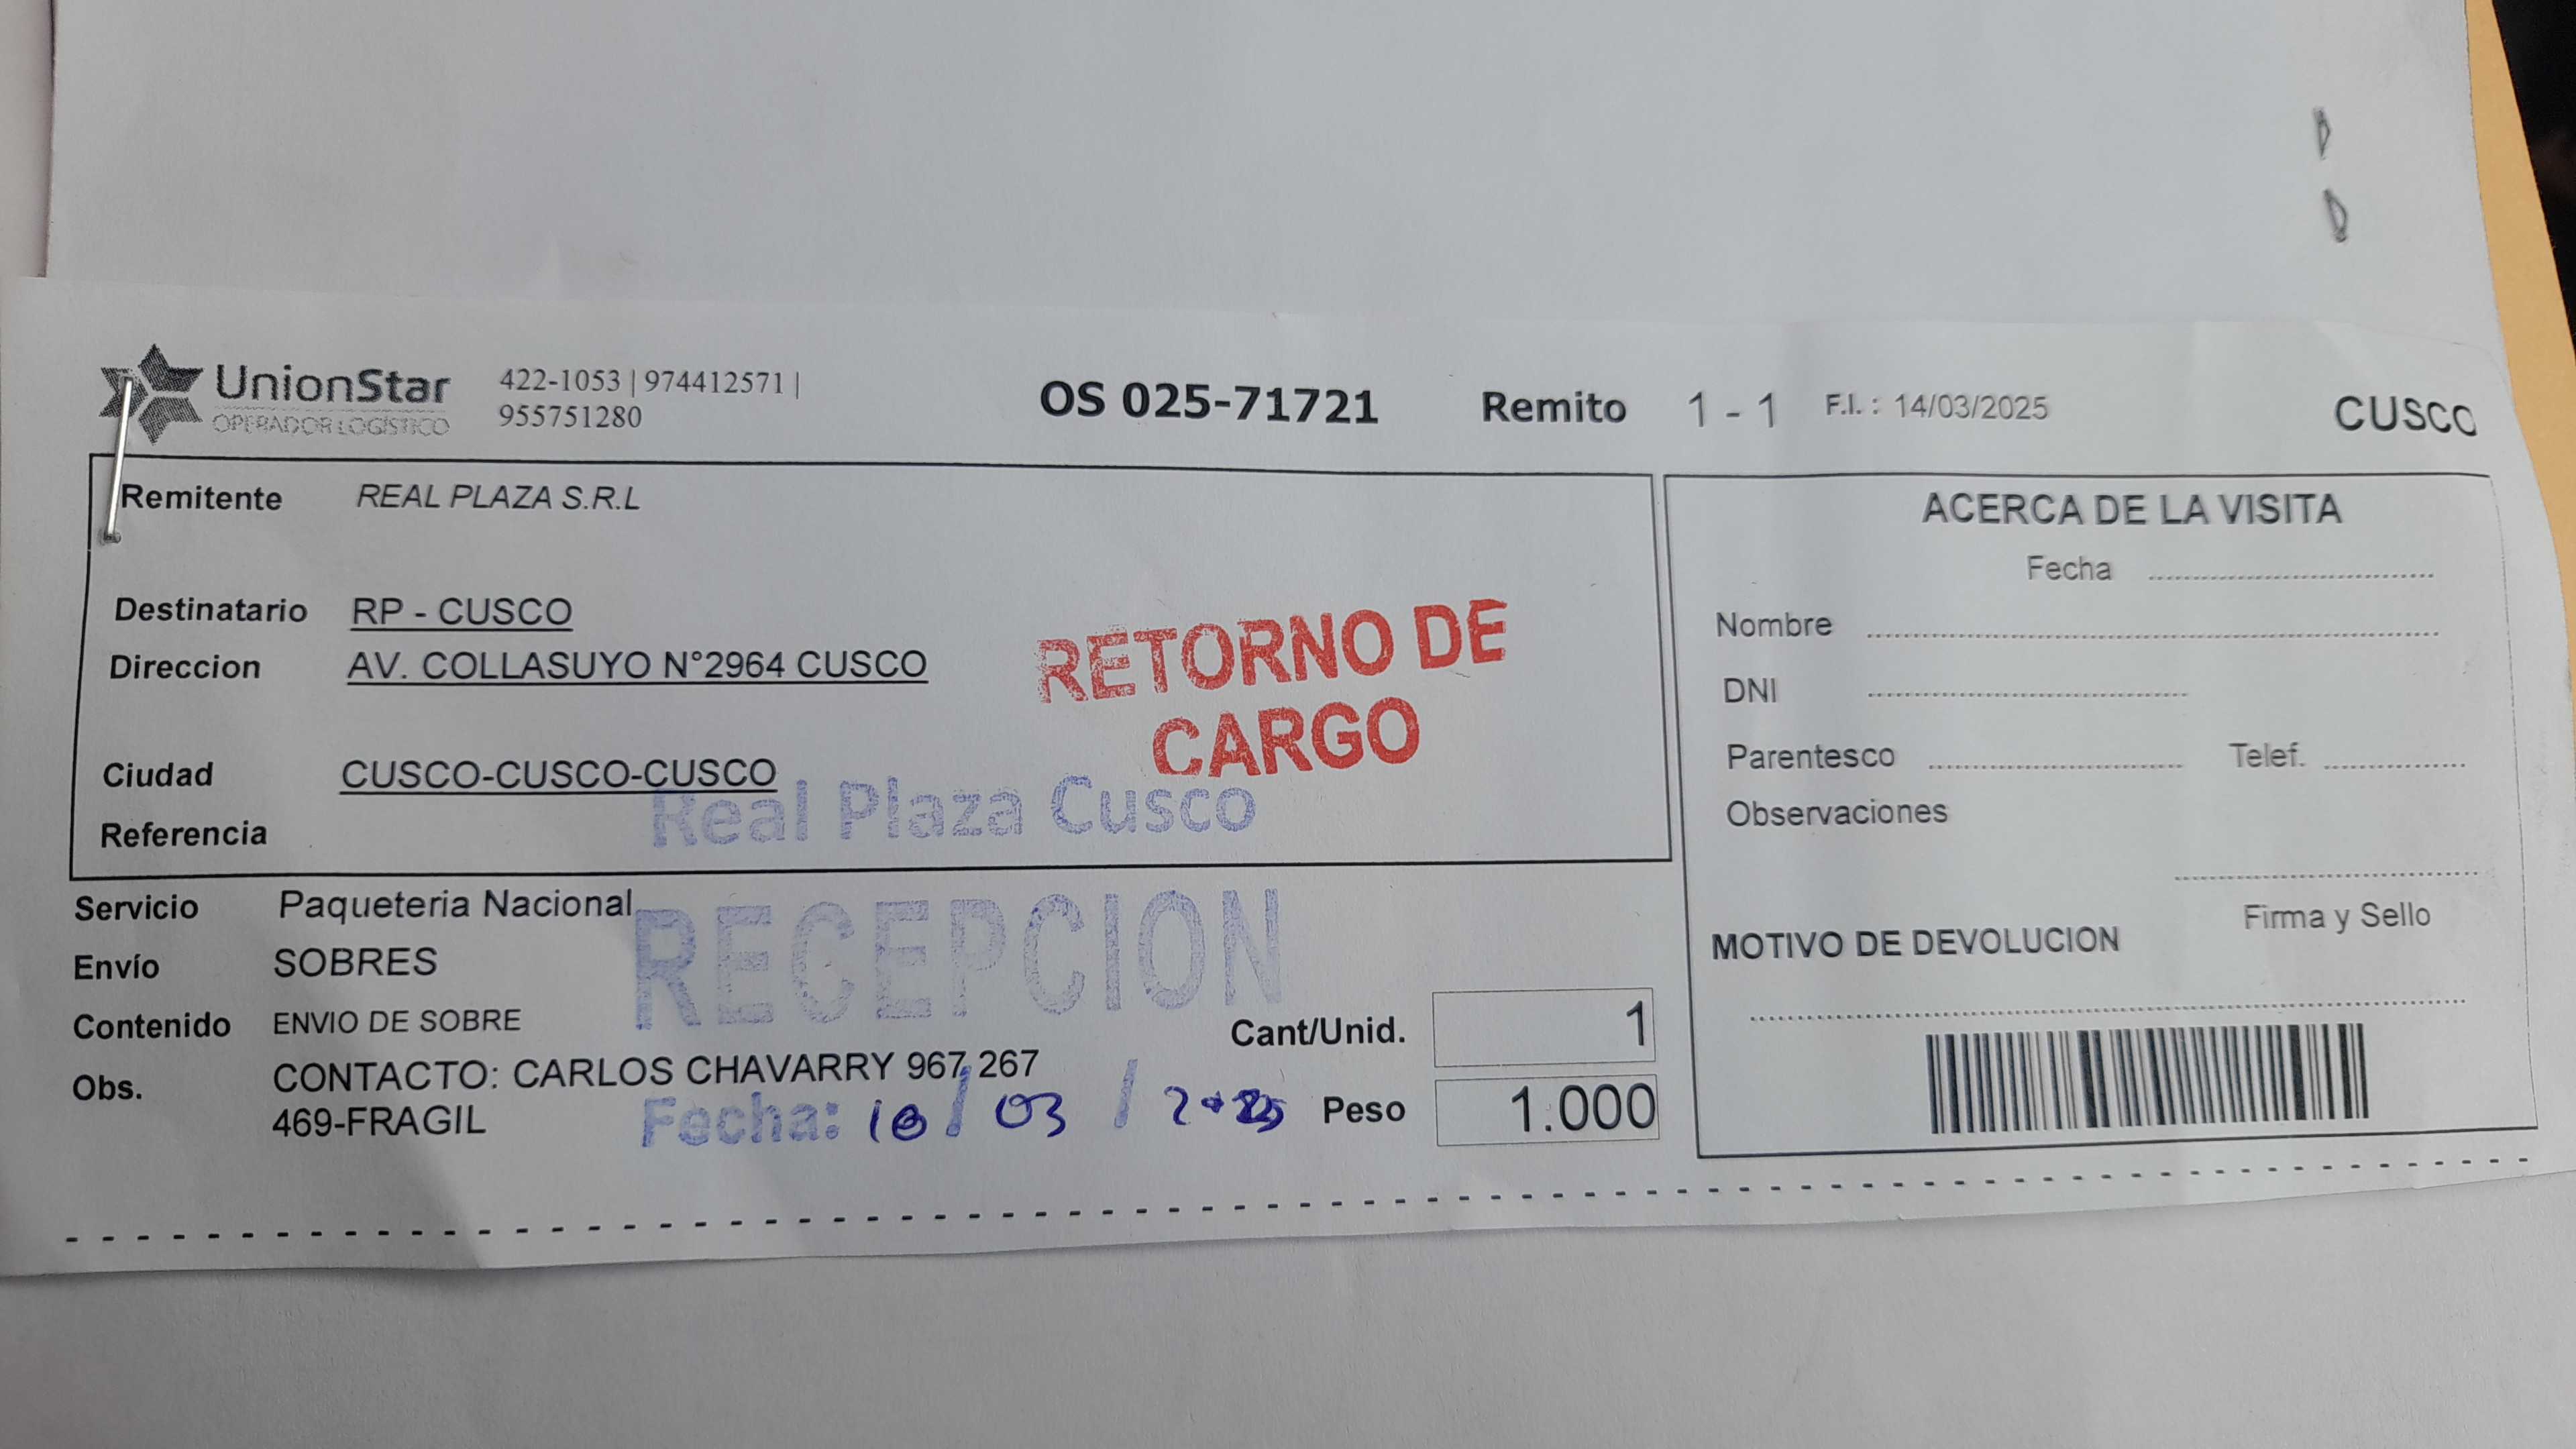 UnionStar
OPERADOR LOGÍSTICO
422-1053 | 974412571 |
955751280
OS 025-71721
Remito 1 - 1
F.I. : 14/03/2025
CUSCO
Remitente REAL PLAZA S.R.L
Destinatario RP - CUSCO
Direccion AV. COLLASUYO N°2964 CUSCO
Ciudad CUSCO-CUSCO-CUSCO
Referencia
RETORNO DE
CARGO
Real Plaza Cusco
RECEPCION
Servicio Paqueteria Nacional
Envío SOBRES
Contenido ENVIO DE SOBRE
Obs. CONTACTO: CARLOS CHAVARRY 967 267
469-FRAGIL
Fecha: / 03 /
Cant/Unid. 1
Peso 1.000
ACERCA DE LA VISITA
Fecha
Nombre
DNI
Parentesco Telef.
Observaciones
Firma y Sello
MOTIVO DE DEVOLUCION